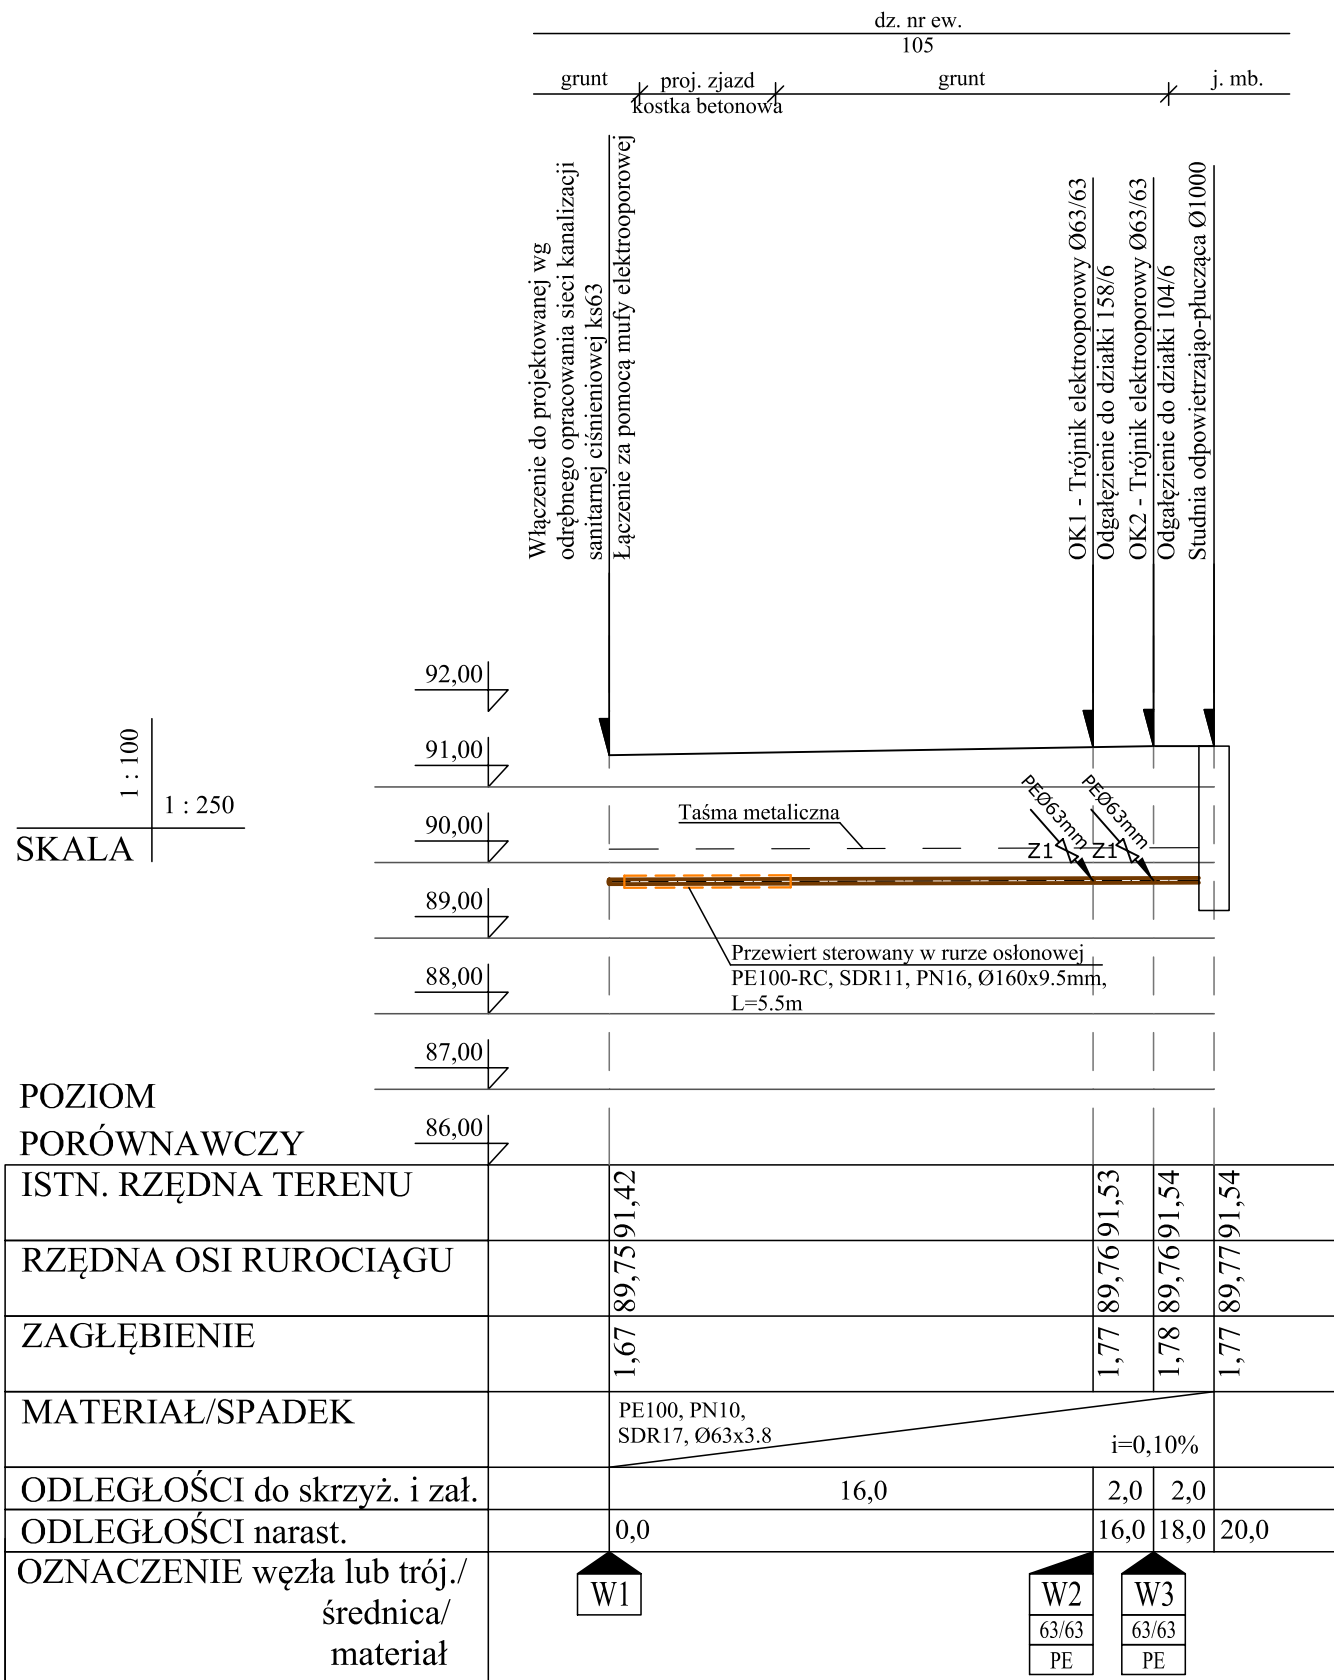 dz. nr ew.
105
grunt
proj. zjazd
grunt
j. mb.
kostka betonowa
Włączenie do projektowanej wg
odrębnego opracowania sieci kanalizacji
sanitarnej ciśnieniowej ks63
Łączenie za pomocą mufy elektrooporowej
OK1 - Trójnik elektrooporowy Ø63/63
Odgałęzienie do działki 158/6
OK2 - Trójnik elektrooporowy Ø63/63
Odgałęzienie do działki 104/6
Studnia odpowietrzająo-płucząca Ø1000
92,00
91,00
90,00
89,00
88,00
87,00
86,00
1 : 100
1 : 250
SKALA
Taśma metaliczna
PEØ63mm
PEØ63mm
Z1
Z1
Przewiert sterowany w rurze osłonowej
PE100-RC, SDR11, PN16, Ø160x9.5mm,
L=5.5m
POZIOM
PORÓWNAWCZY
ISTN. RZĘDNA TERENU
91,42
91,53
91,54
91,54
RZĘDNA OSI RUROCIĄGU
89,75
89,76
89,76
89,77
ZAGŁĘBIENIE
1,67
1,77
1,78
1,77
MATERIAŁ/SPADEK
PE100, PN10,
SDR17, Ø63x3.8
i=0,10%
ODLEGŁOŚCI do skrzyż. i zał.
16,0
2,0
2,0
ODLEGŁOŚCI narast.
0,0
16,0
18,0
20,0
OZNACZENIE węzła lub trój./
średnica/
materiał
W1
W2
63/63
PE
W3
63/63
PE